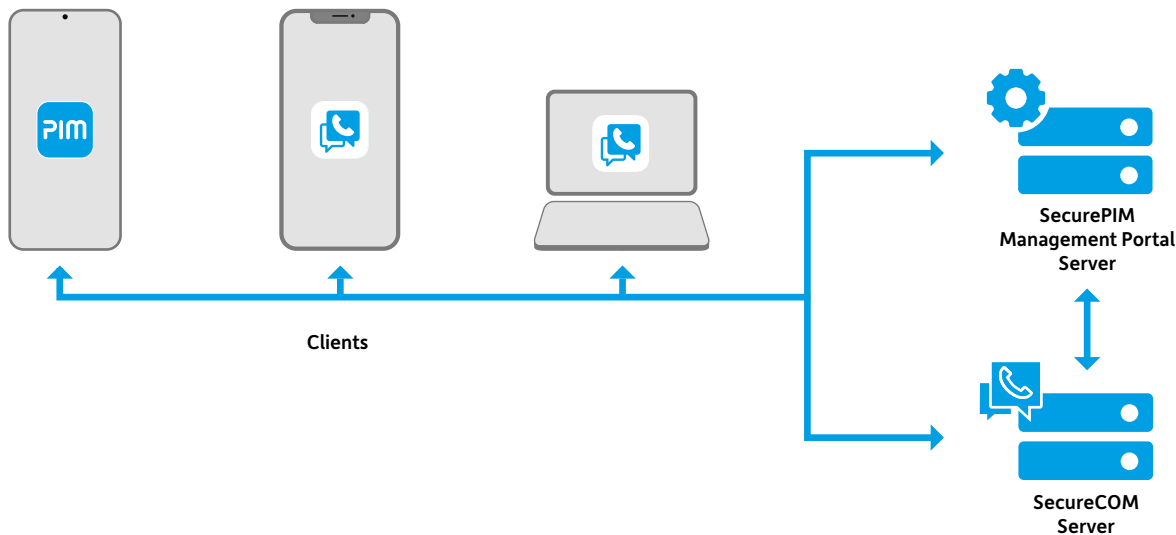 PIM
SecurePIM
Management Portal
Server
Clients
SecureCOM
Server